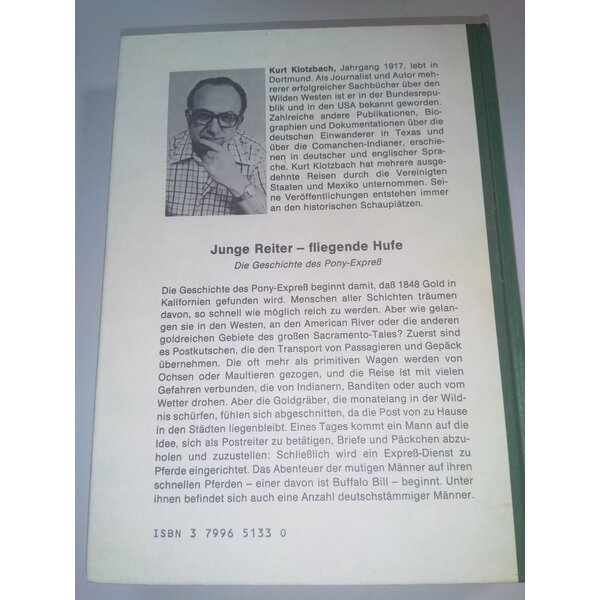 Kurt Klotzbach, Jahrgang 1917, lebt in
Dortmund. Als Journalist und Autor meh-
rerer erfolgreicher Sachbücher über den
Wilden Westen ist er in der Bundesrepu-
blik und in den USA bekannt geworden.
Zahlreiche andere Publikationen, Bio-
graphien und Dokumentationen über die
deutschen Einwanderer in Texas und
über die Comanchen-Indianer, erschie-
nen in deutscher und englischer Spra-
che. Kurt Klotzbach hat mehrere ausge-
dehnte Reisen durch die Vereinigten
Staaten und Mexiko unternommen. Sei-
ne Veröffentlichungen entstehen immer
an den historischen Schauplätzen.
Junge Reiter – fliegende Hufe
Die Geschichte des Pony-Expreß
Die Geschichte des Pony-Expreß beginnt damit, daß 1848 Gold in
Kalifornien gefunden wird. Menschen aller Schichten träumen
davon, so schnell wie möglich reich zu werden. Aber wie gelan-
gen sie in den Westen, an den American River oder die anderen
goldreichen Gebiete des großen Sacramento-Tales? Zuerst sind
es Postkutschen, die den Transport von Passagieren und Gepäck
übernehmen. Die oft mehr als primitiven Wagen werden von
Ochsen oder Maultieren gezogen, und die Reise ist mit vielen
Gefahren verbunden, die von Indianern, Banditen oder auch vom
Wetter drohen. Aber die Goldgräber, die monatelang in der Wild-
nis schürfen, fühlen sich abgeschnitten, da die Post von zu Hause
in den Städten liegenbleibt. Eines Tages kommt ein Mann auf die
Idee, sich als Postreiter zu betätigen, Briefe und Päckchen abzu-
holen und zuzustellen: Schließlich wird ein Expreß-Dienst zu
Pferde eingerichtet. Das Abenteuer der mutigen Männer auf ihren
schnellen Pferden – einer davon ist Buffalo Bill – beginnt. Unter
ihnen befindet sich auch eine Anzahl deutschstämmiger Männer.
ISBN 3 7996 5133 0